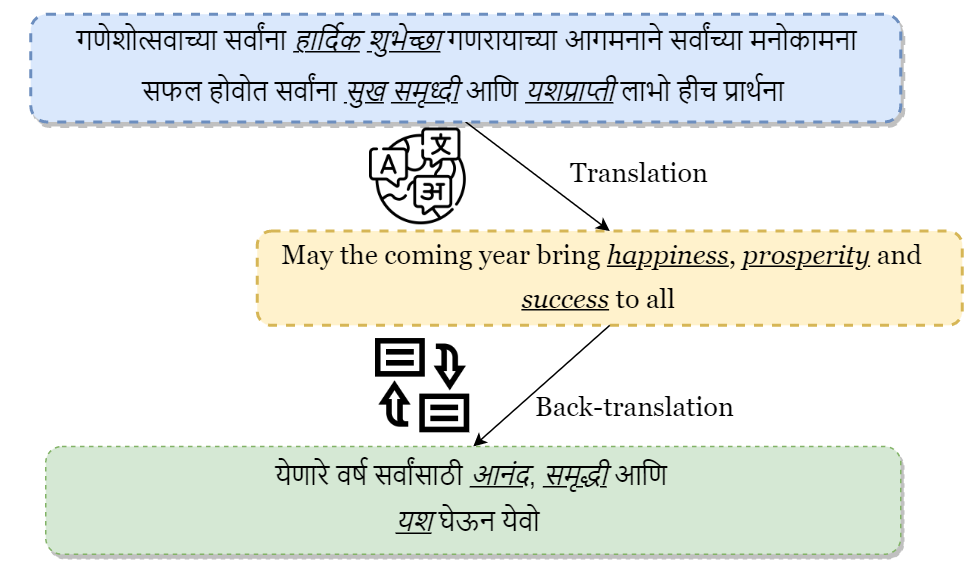 गणेशोत्सवाच्या सर्वांना हार्दिक शुभेच्छा गणरायाच्या आगमनाने सर्वांच्या मनोकामना
सफल होवोत सर्वांना सुख समृध्दी आणि यशप्राप्ती लाभो हीच प्रार्थना
A
文
अ
Translation
May the coming year bring happiness, prosperity and
success to all
Back-translation
येणारे वर्ष सर्वांसाठी आनंद, समृद्धी आणि
यश घेऊन येवो